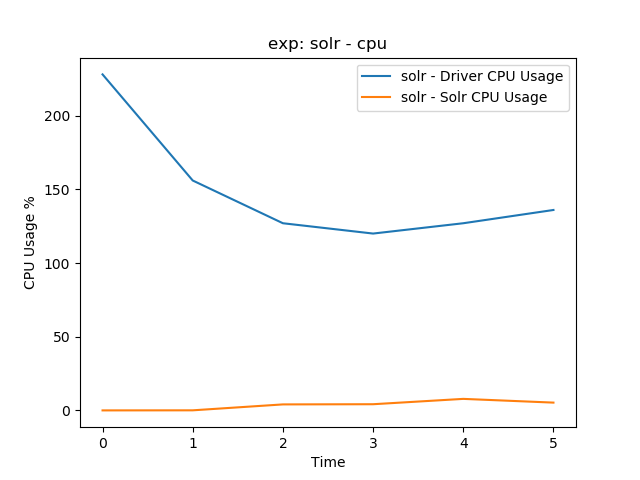 exp: solr - cpu
solr - Driver CPU Usage
solr - Solr CPU Usage
CPU Usage %
200
150
100
50
0
0 1 2 3 4 5
Time